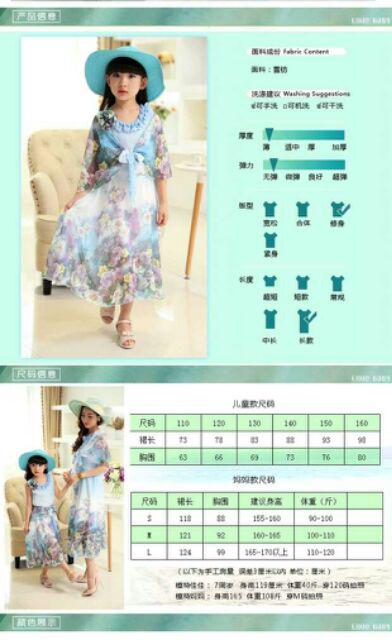 产品信息
面料成份 Fabric Content
面料：雪纺
洗涤建议 Washing Suggestions
☑可手洗 □可机洗 ☑可干洗
厚度
薄 适中 厚 加厚
弹力
无弹 微弹 良好 超弹
版型
宽松 合体 修身
紧身
长度
超短 短款 常规
中长 长款
尺码信息
儿童款尺码
尺码 110 120 130 140 150 160
裙长 73 78 83 88 93 98
胸围 63 66 69 73 76 80
妈妈款尺码
尺码 裙长 胸围 建议身高 体重（斤）
S 118 88 155-160 90-100
M 121 92 160-165 100-110
L 124 99 165-170以上 110-120
（以下为手工测量 误差3厘米以内 单位：厘米）
模特佳佳： 7周岁 身高119厘米 体重40斤 穿120码拍照
模特妈妈： 身高165 体重108斤 穿M码拍照
颜色展示